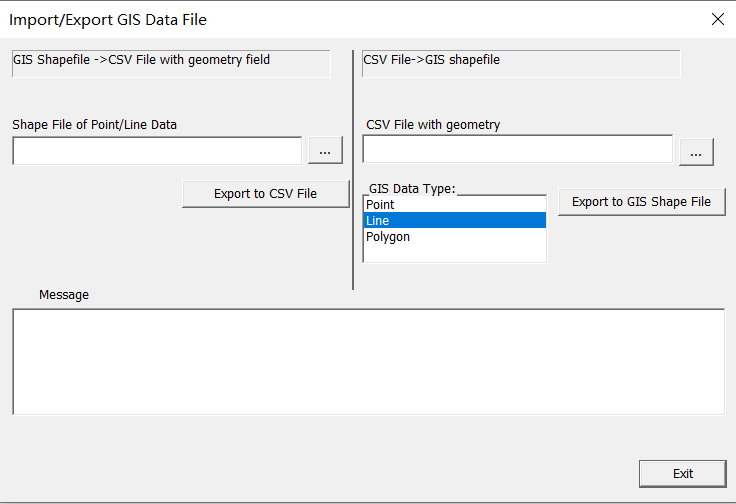 Import/Export GIS Data File
GIS Shapefile ->CSV File with geometry field
CSV File->GIS shapefile
Shape File of Point/Line Data
...
Export to CSV File
CSV File with geometry
...
GIS Data Type:
Point
Line
Polygon
Export to GIS Shape File
Message
Exit